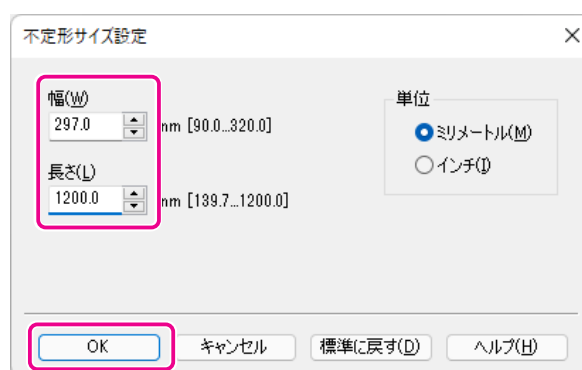 不定形サイズ設定
幅(W)
297.0 mm [90.0...320.0]
長さ(L)
1200.0 mm [139.7...1200.0]
単位
ミリメートル(M)
インチ(I)
OK キャンセル 標準に戻す(D) ヘルプ(H)